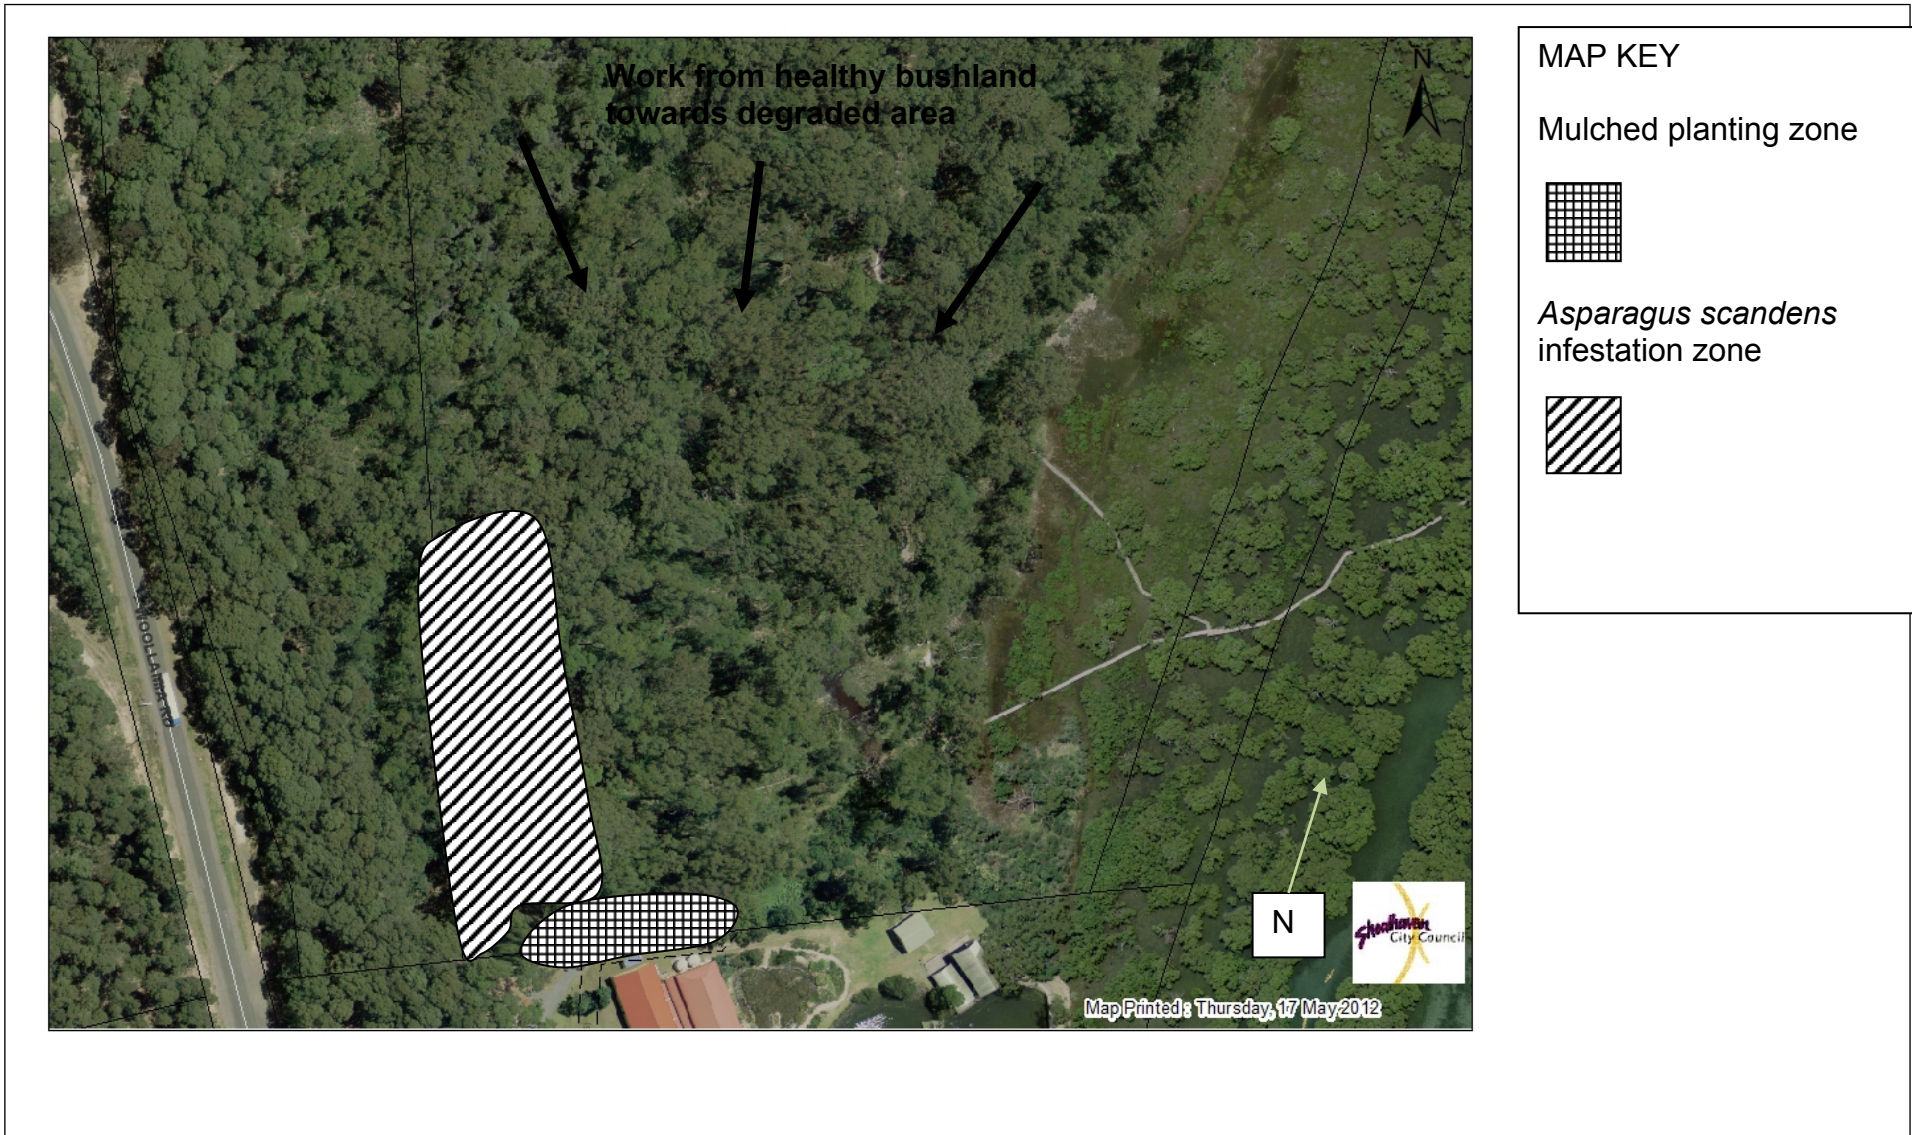 Work from healthy bushland
towards degraded area
N
MAP KEY
Mulched planting zone
Asparagus scandens
infestation zone
N
Shoalhaven
City Council
Map Printed : Thursday, 17 May 2012